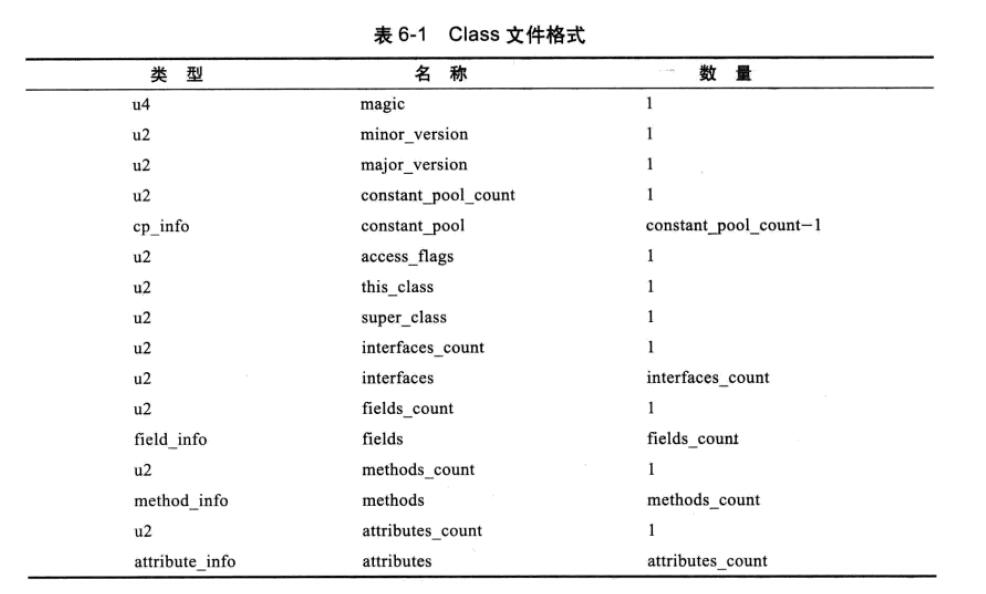 表 6-1 Class 文件格式
类 型 名 称 数 量
u4 magic 1
u2 minor_version 1
u2 major_version 1
u2 constant_pool_count 1
cp_info constant_pool constant_pool_count−1
u2 access_flags 1
u2 this_class 1
u2 super_class 1
u2 interfaces_count 1
u2 interfaces interfaces_count
u2 fields_count 1
field_info fields fields_count
u2 methods_count 1
method_info methods methods_count
u2 attributes_count 1
attribute_info attributes attributes_count